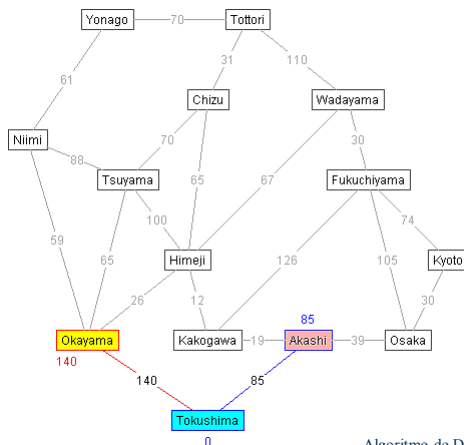 Yonago
70
Tottori
61
31
110
Chizu
Wadayama
Niimi
70
30
88
Tsuyama
65
67
Fukuchiyama
59
65
100
74
Himeji
126
105
Kyoto
26
12
30
85
Okayama
Kakogawa
19
Akashi
39
Osaka
140
140
85
Tokushima
0
Algoritmo de D